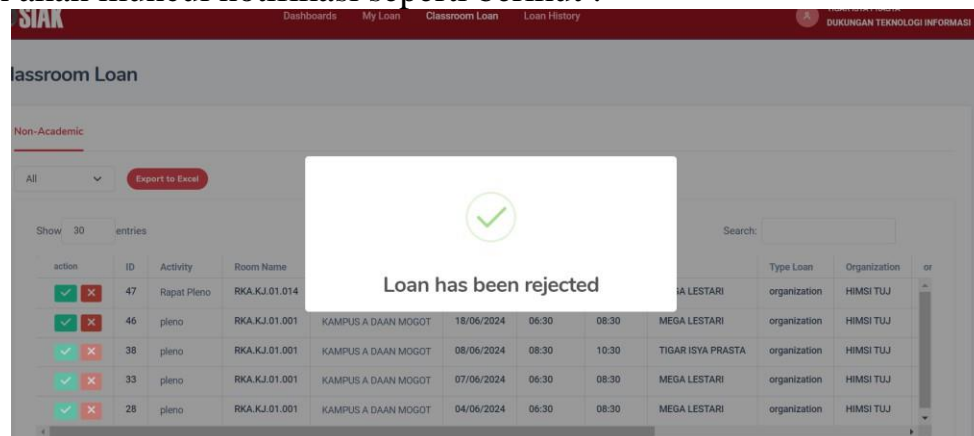 akan muncul notifikasi seperti berikut :
SIAK Dashboards My Loan Classroom Loan Loan History A
DUKUNGAN TEKNOLOGI INFORMASI
lassroom Loan
Non-Academic
All Export to Excel
Show 30 entries Search:
Loan has been rejected
action ID Activity Room Name Type Loan Organization or
47 Rapat Pleno RKA.KJ.01.014 LESTARI organization HIMSI TUJ
46 pleno RKA.KJ.01.001 KAMPUS A DAAN MOGOT 18/06/2024 06:30 08:30 MEGA LESTARI organization HIMSI TUJ
38 pleno RKA.KJ.01.001 KAMPUS A DAAN MOGOT 08/06/2024 08:30 10:30 TIGAR ISYA PRASTA organization HIMSI TUJ
33 pleno RKA.KJ.01.001 KAMPUS A DAAN MOGOT 07/06/2024 06:30 08:30 MEGA LESTARI organization HIMSI TUJ
28 pleno RKA.KJ.01.001 KAMPUS A DAAN MOGOT 04/06/2024 06:30 08:30 MEGA LESTARI organization HIMSI TUJ